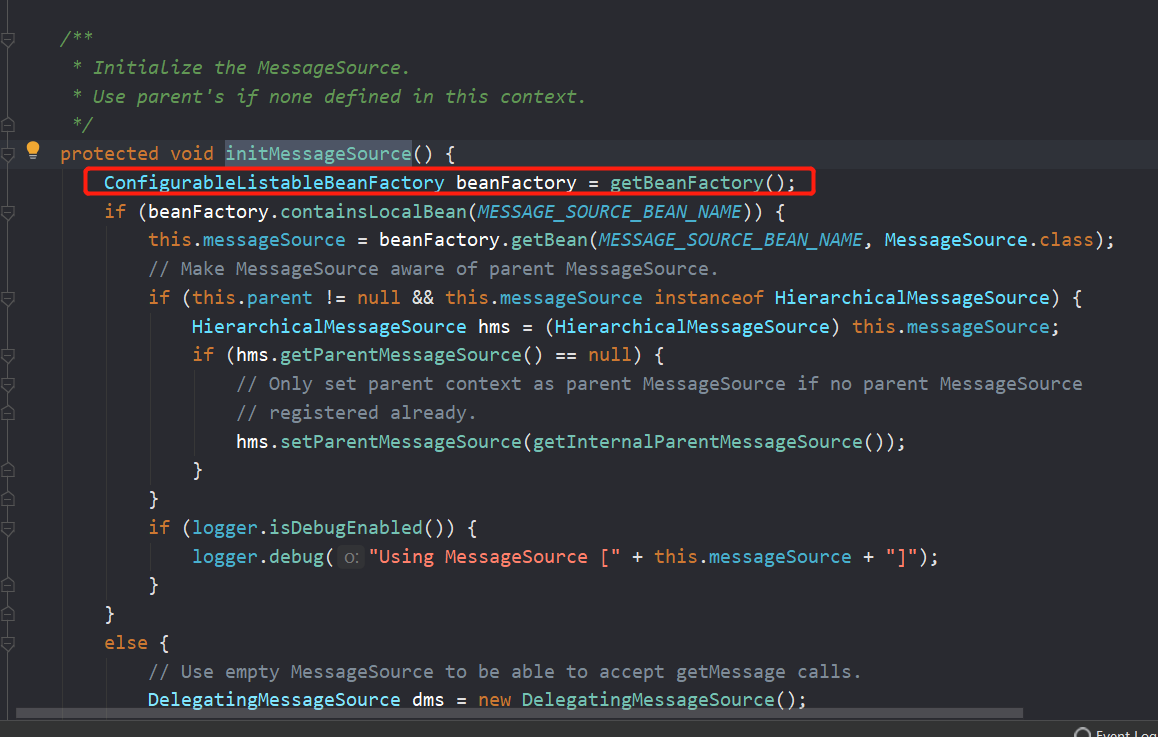 /**
 * Initialize the MessageSource.
 * Use parent's if none defined in this context.
 */
protected void initMessageSource() {
    ConfigurableListableBeanFactory beanFactory = getBeanFactory();
    if (beanFactory.containsLocalBean(MESSAGE_SOURCE_BEAN_NAME)) {
        this.messageSource = beanFactory.getBean(MESSAGE_SOURCE_BEAN_NAME, MessageSource.class);
        // Make MessageSource aware of parent MessageSource.
        if (this.parent != null && this.messageSource instanceof HierarchicalMessageSource) {
            HierarchicalMessageSource hms = (HierarchicalMessageSource) this.messageSource;
            if (hms.getParentMessageSource() == null) {
                // Only set parent context as parent MessageSource if no parent MessageSource
                // registered already.
                hms.setParentMessageSource(getInternalParentMessageSource());
            }
        }
        if (logger.isDebugEnabled()) {
            logger.debug( o: "Using MessageSource [" + this.messageSource + "]");
        }
    }
    else {
        // Use empty MessageSource to be able to accept getMessage calls.
        DelegatingMessageSource dms = new DelegatingMessageSource();
Event Log